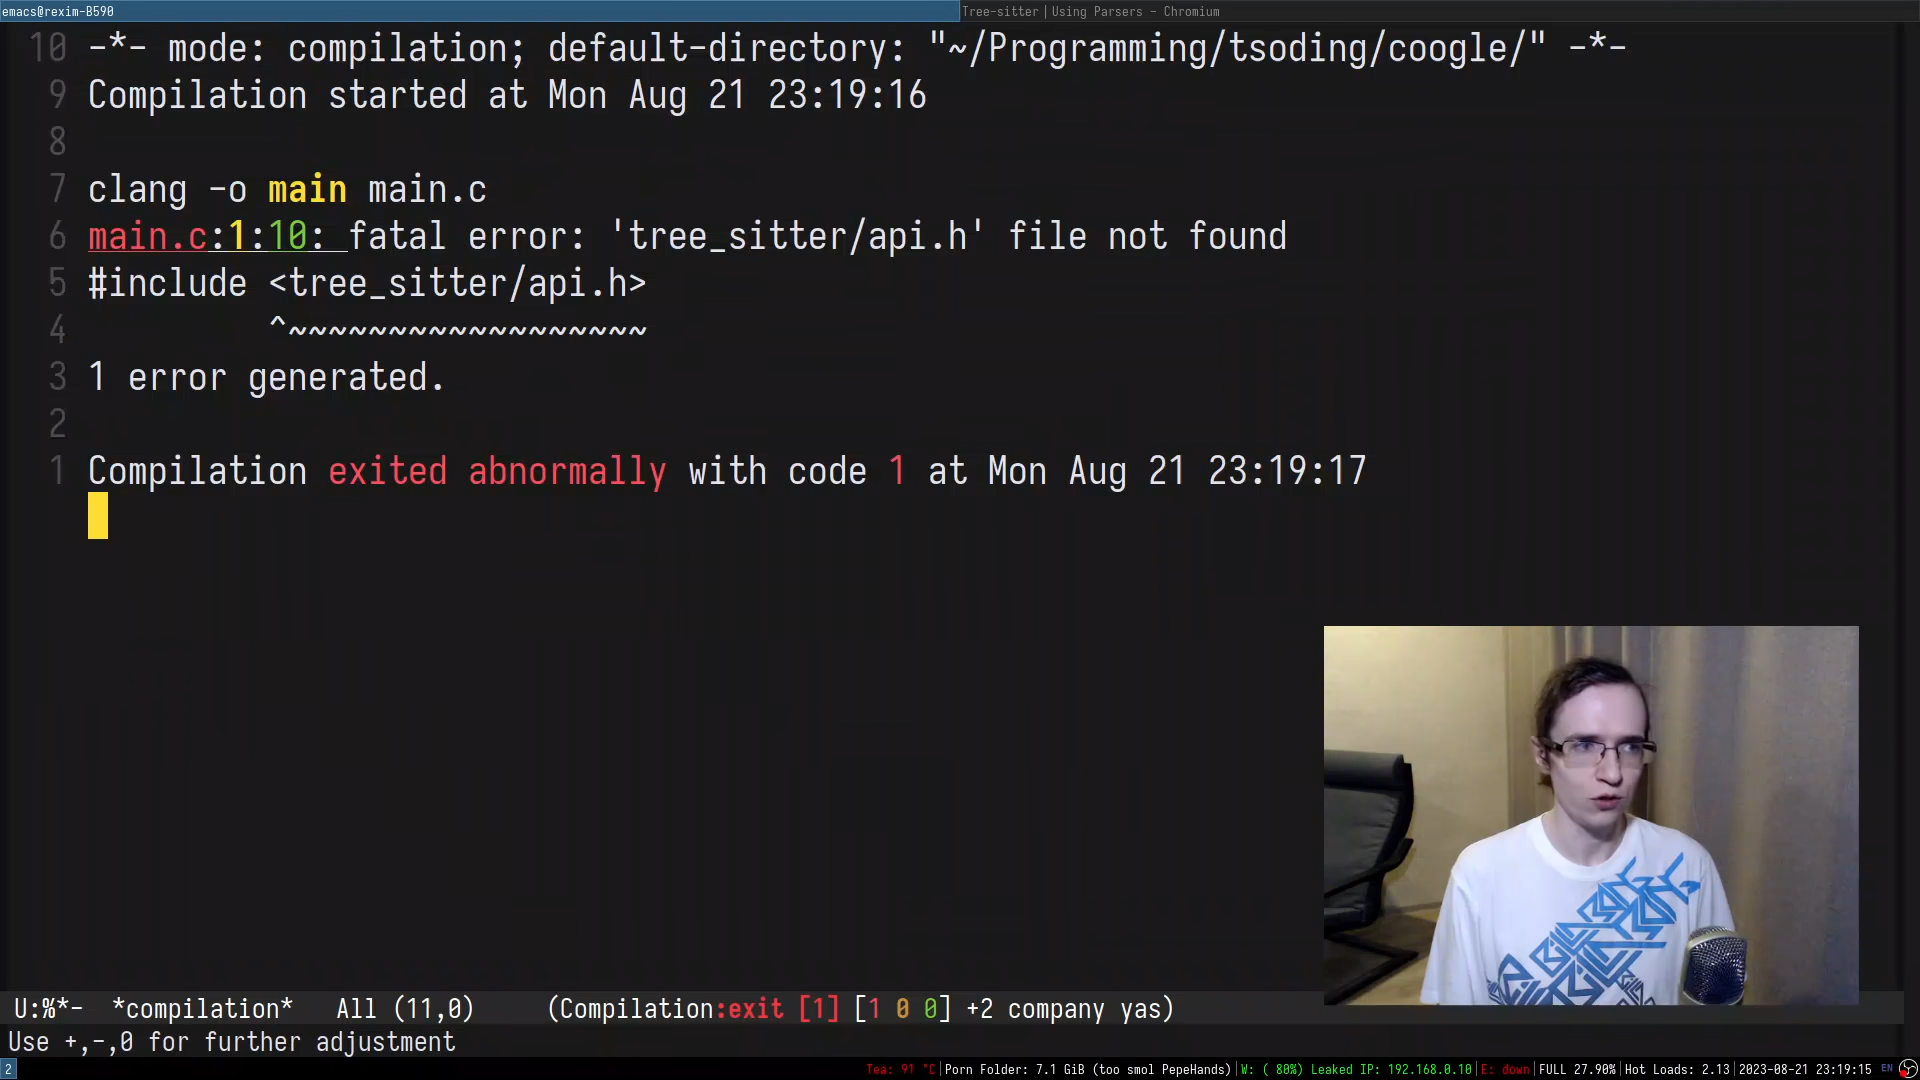 emacs@rexim-B590
Tree-sitter|Using Parsers - Chromium
10 -*- mode: compilation; default-directory: "~/Programming/tsoding/coogle/" -*-
9 Compilation started at Mon Aug 21 23:19:16
8
7 clang -o main main.c
6 main.c:1:10: fatal error: 'tree_sitter/api.h' file not found
5 #include <tree_sitter/api.h>
4          ^~~~~~~~~~~~~~~~~~~
3 1 error generated.
2
1 Compilation exited abnormally with code 1 at Mon Aug 21 23:19:17
U:%*-  *compilation*   All (11,0)    (Compilation:exit [1] [1 0 0] +2 company yas)
Use +,-,0 for further adjustment
2
Tea: 91 °C|Porn Folder: 7.1 GiB (too smol PepeHands)|W: ( 80%) Leaked IP: 192.168.0.10|E: down|FULL 27.90%|Hot Loads: 2.13|2023-08-21 23:19:15 EN